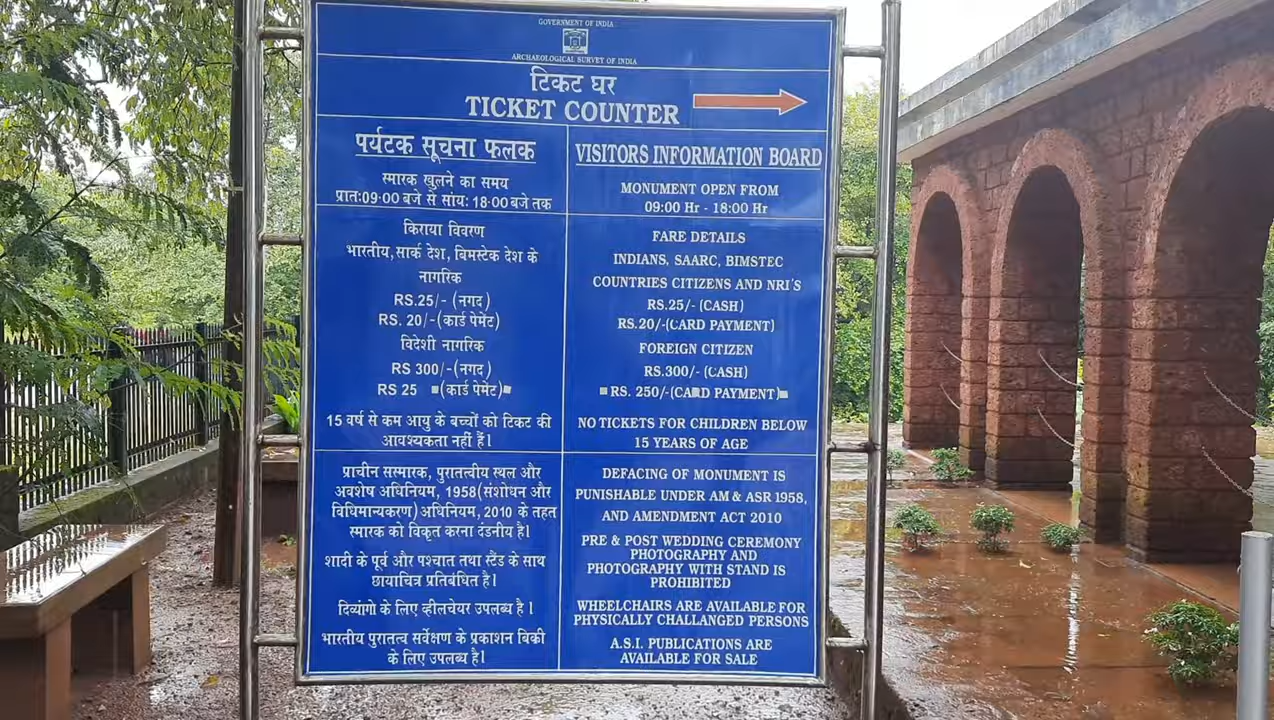 GOVERNMENT OF INDIA
ARCHAEOLOGICAL SURVEY OF INDIA
टिकट घर
TICKET COUNTER
पर्यटक सूचना फलक
स्मारक खुलने का समय
प्रात:09:00 बजे से सांय: 18:00 बजे तक
किराया विवरण
भारतीय, सार्क देश, बिमस्टेक देश के
नागरिक
RS.25/- (नगद)
RS. 20/-(कार्ड पेमेंट)
विदेशी नागरिक
RS 300/-(नगद)
RS 25 (कार्ड पेमेंट)
15 वर्ष से कम आयु के बच्चों को टिकट की
आवश्यकता नहीं हैं।
प्राचीन सस्मारक, पुरातत्वीय स्थल और
अवशेष अधिनियम, 1958(संशोधन और
विधिमान्यकरण) अधिनियम, 2010 के तहत
स्मारक को विकृत करना दंडनीय है।
शादी के पूर्व और पश्चात तथा स्टैंड के साथ
छायाचित्र प्रतिबंधित है।
दिव्यांगो के लिए व्हीलचेयर उपलब्ध है ।
भारतीय पुरातत्व सर्वेक्षण के प्रकाशन बिकी
के लिए उपलब्ध है।
VISITORS INFORMATION BOARD
MONUMENT OPEN FROM
09:00 Hr - 18:00 Hr
FARE DETAILS
INDIANS, SAARC, BIMSTEC
COUNTRIES CITIZENS AND NRI'S
RS.25/- (CASH)
RS.20/-(CARD PAYMENT)
FOREIGN CITIZEN
RS.300/- (CASH)
RS. 250/-(CARD PAYMENT)
NO TICKETS FOR CHILDREN BELOW
15 YEARS OF AGE
DEFACING OF MONUMENT IS
PUNISHABLE UNDER AM & ASR 1958,
AND AMENDMENT ACT 2010
PRE & POST WEDDING CEREMONY
PHOTOGRAPHY AND
PHOTOGRAPHY WITH STAND IS
PROHIBITED
WHEELCHAIRS ARE AVAILABLE FOR
PHYSICALLY CHALLANGED PERSONS
A.S.I. PUBLICATIONS ARE
AVAILABLE FOR SALE